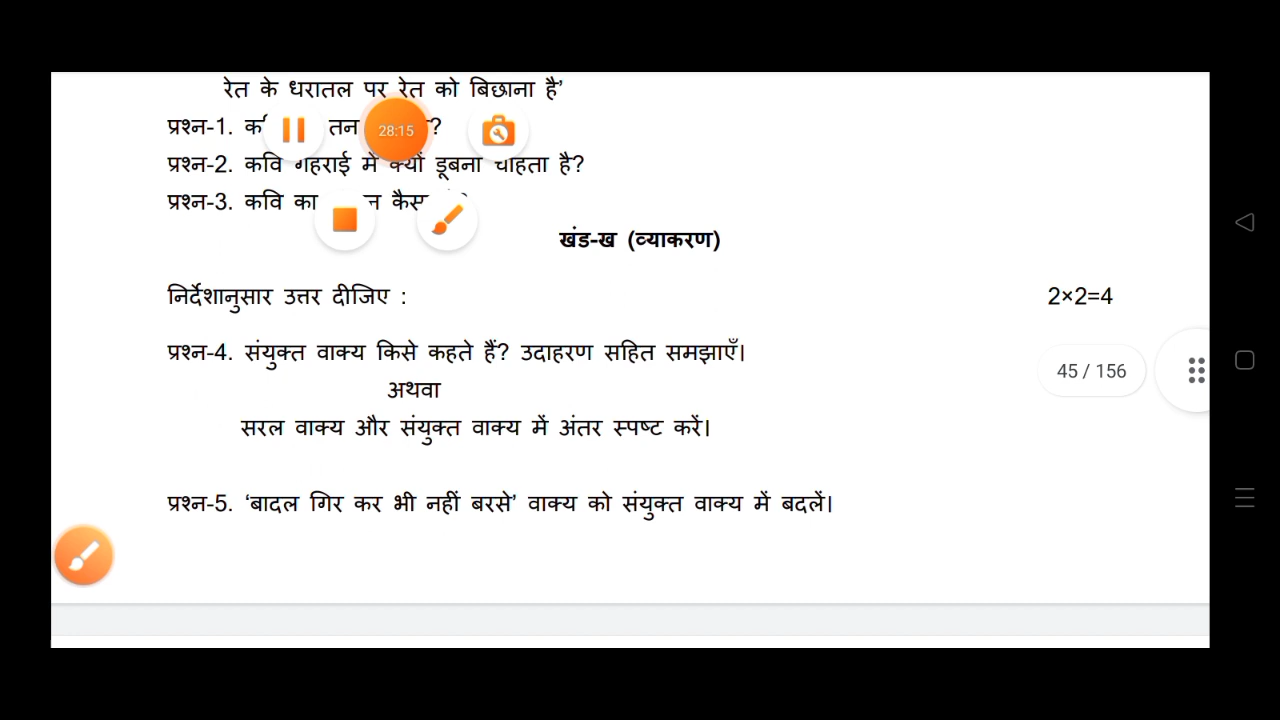 रेत के धरातल पर रेत को बिछाना है’
प्रश्न-1. तन ?
28:15
प्रश्न-2. कवि गहराई में क्यों डूबना चाहता है?
प्रश्न-3. कवि का
खंड-ख (व्याकरण)
निर्देशानुसार उत्तर दीजिए : 2×2=4
प्रश्न-4. संयुक्त वाक्य किसे कहते हैं? उदाहरण सहित समझाएँ।
45 / 156
अथवा
सरल वाक्य और संयुक्त वाक्य में अंतर स्पष्ट करें।
प्रश्न-5. ‘बादल गिर कर भी नहीं बरसे’ वाक्य को संयुक्त वाक्य में बदलें।